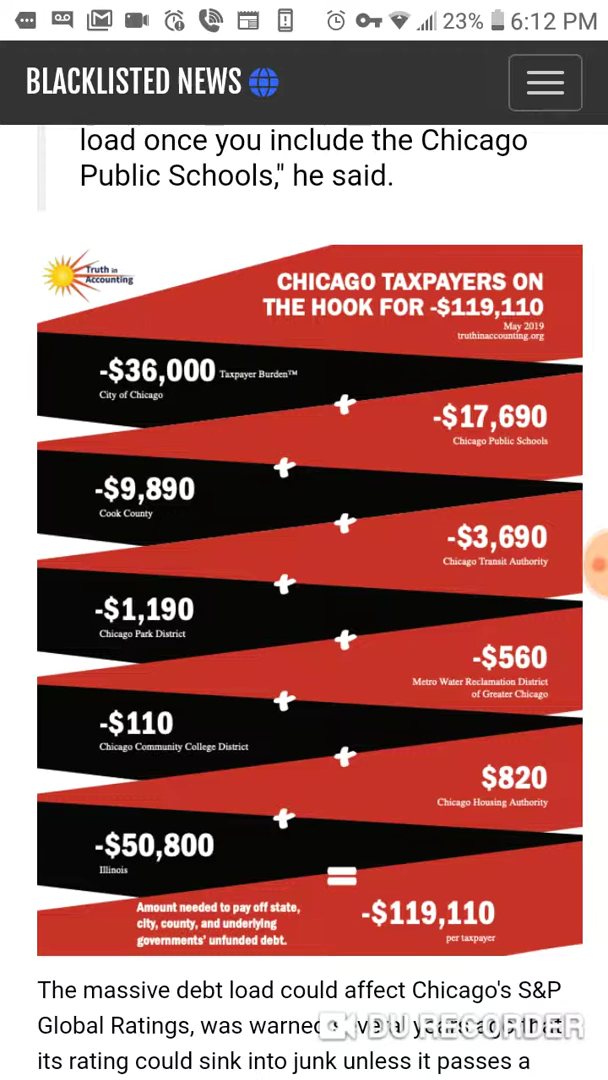 23% 6:12 PM
BLACKLISTED NEWS
load once you include the Chicago
Public Schools," he said.
Truth in
Accounting
CHICAGO TAXPAYERS ON
THE HOOK FOR -$119,110
May 2019
truthinaccounting.org
-$36,000 Taxpayer Burden™
City of Chicago
+
-$17,690
Chicago Public Schools
+
-$9,890
Cook County
+
-$3,690
Chicago Transit Authority
+
-$1,190
Chicago Park District
+
-$560
Metro Water Reclamation District
of Greater Chicago
+
-$110
Chicago Community College District
+
$820
Chicago Housing Authority
+
-$50,800
Illinois
=
Amount needed to pay off state,
city, county, and underlying
governments' unfunded debt.
-$119,110
per taxpayer
The massive debt load could affect Chicago's S&P
Global Ratings, was warned several years ago that
DU RECORDER
its rating could sink into junk unless it passes a